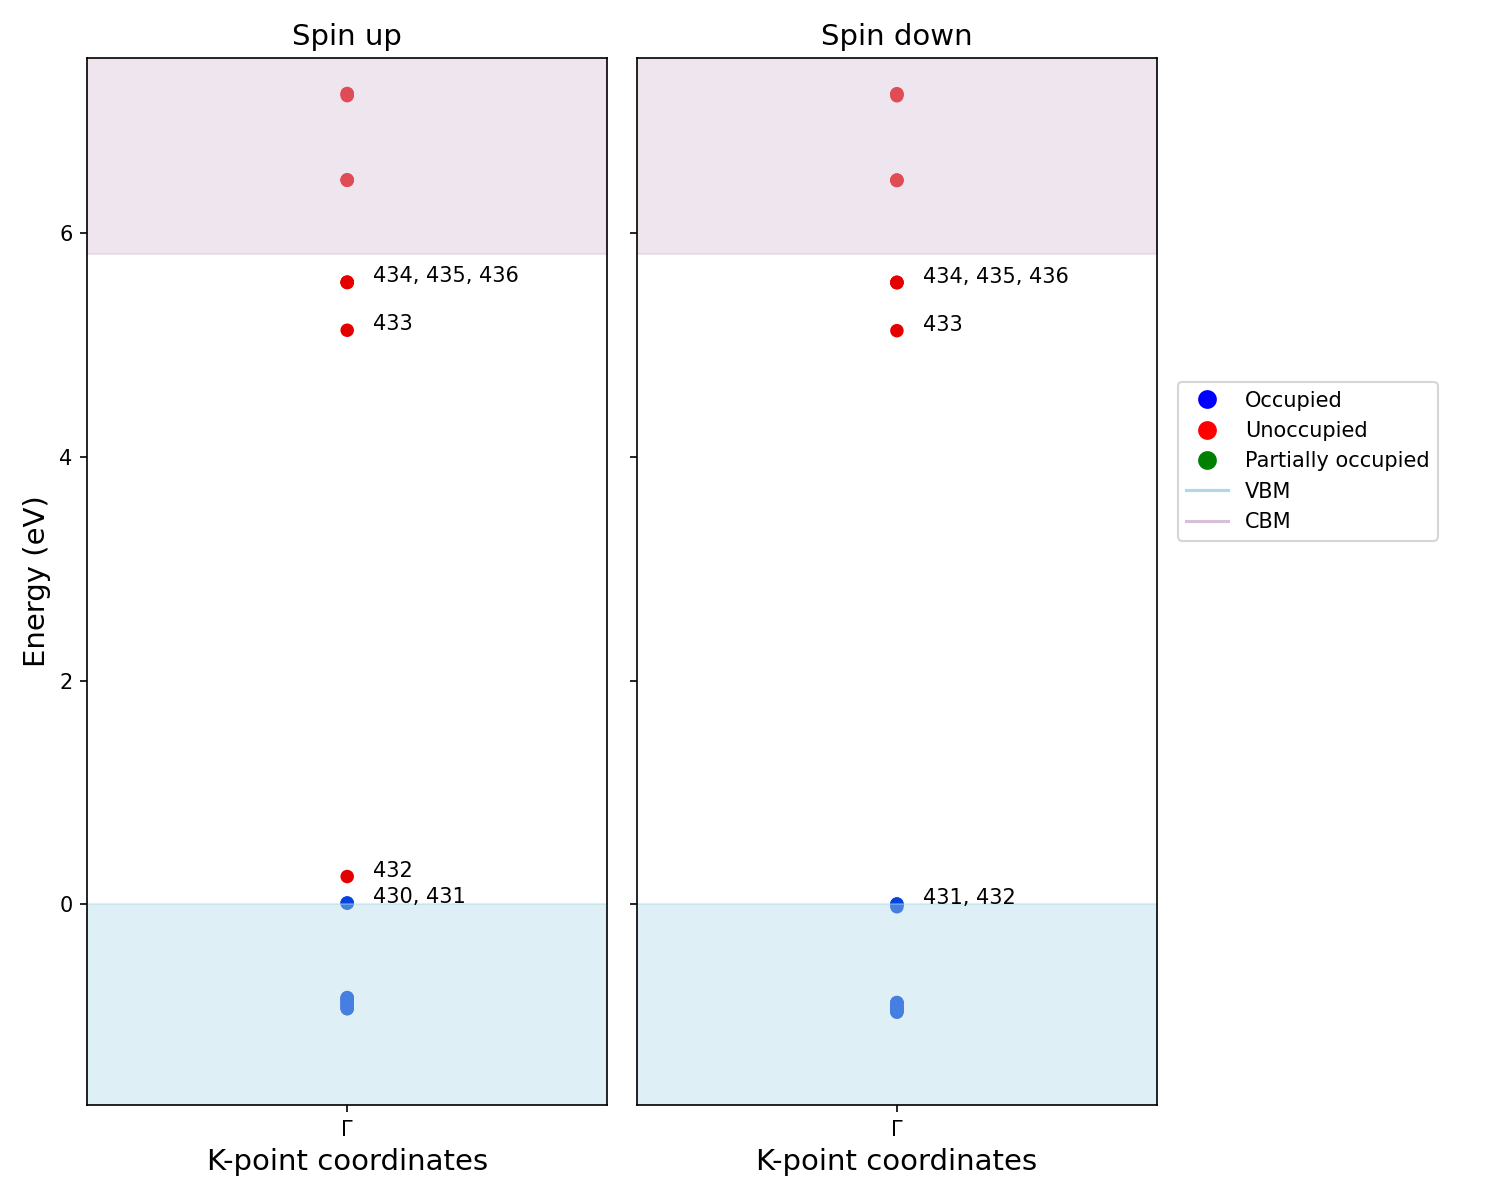 Spin up
Spin down
Energy (eV)
6
4
2
0
434, 435, 436
433
432
430, 431
Γ
K-point coordinates
434, 435, 436
433
431, 432
Γ
K-point coordinates
Occupied
Unoccupied
Partially occupied
VBM
CBM